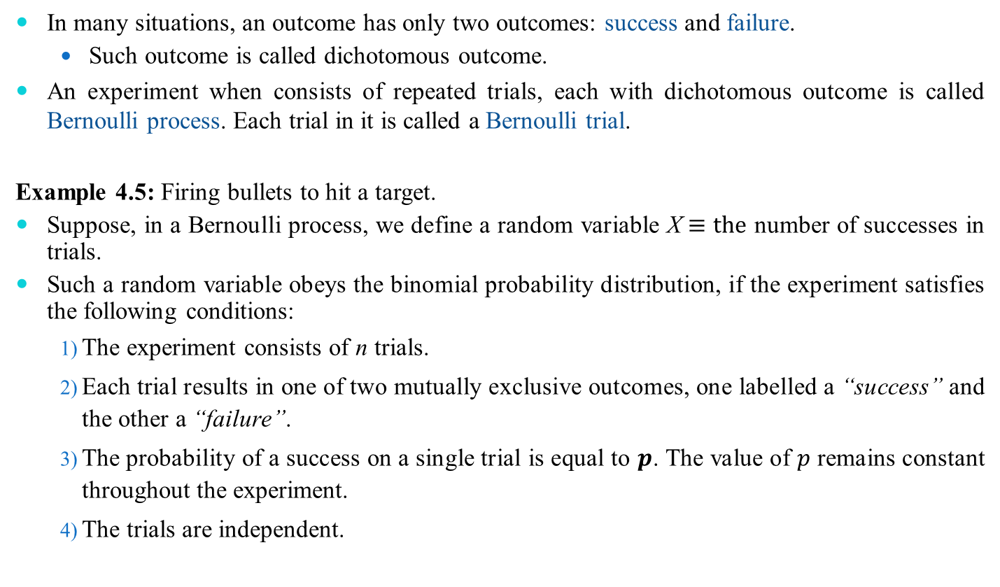 • In many situations, an outcome has only two outcomes: success and failure.
• Such outcome is called dichotomous outcome.
• An experiment when consists of repeated trials, each with dichotomous outcome is called
Bernoulli process. Each trial in it is called a Bernoulli trial.
Example 4.5: Firing bullets to hit a target.
• Suppose, in a Bernoulli process, we define a random variable X ≡ the number of successes in
trials.
• Such a random variable obeys the binomial probability distribution, if the experiment satisfies
the following conditions:
1) The experiment consists of n trials.
2) Each trial results in one of two mutually exclusive outcomes, one labelled a “success” and
the other a “failure”.
3) The probability of a success on a single trial is equal to p. The value of p remains constant
throughout the experiment.
4) The trials are independent.